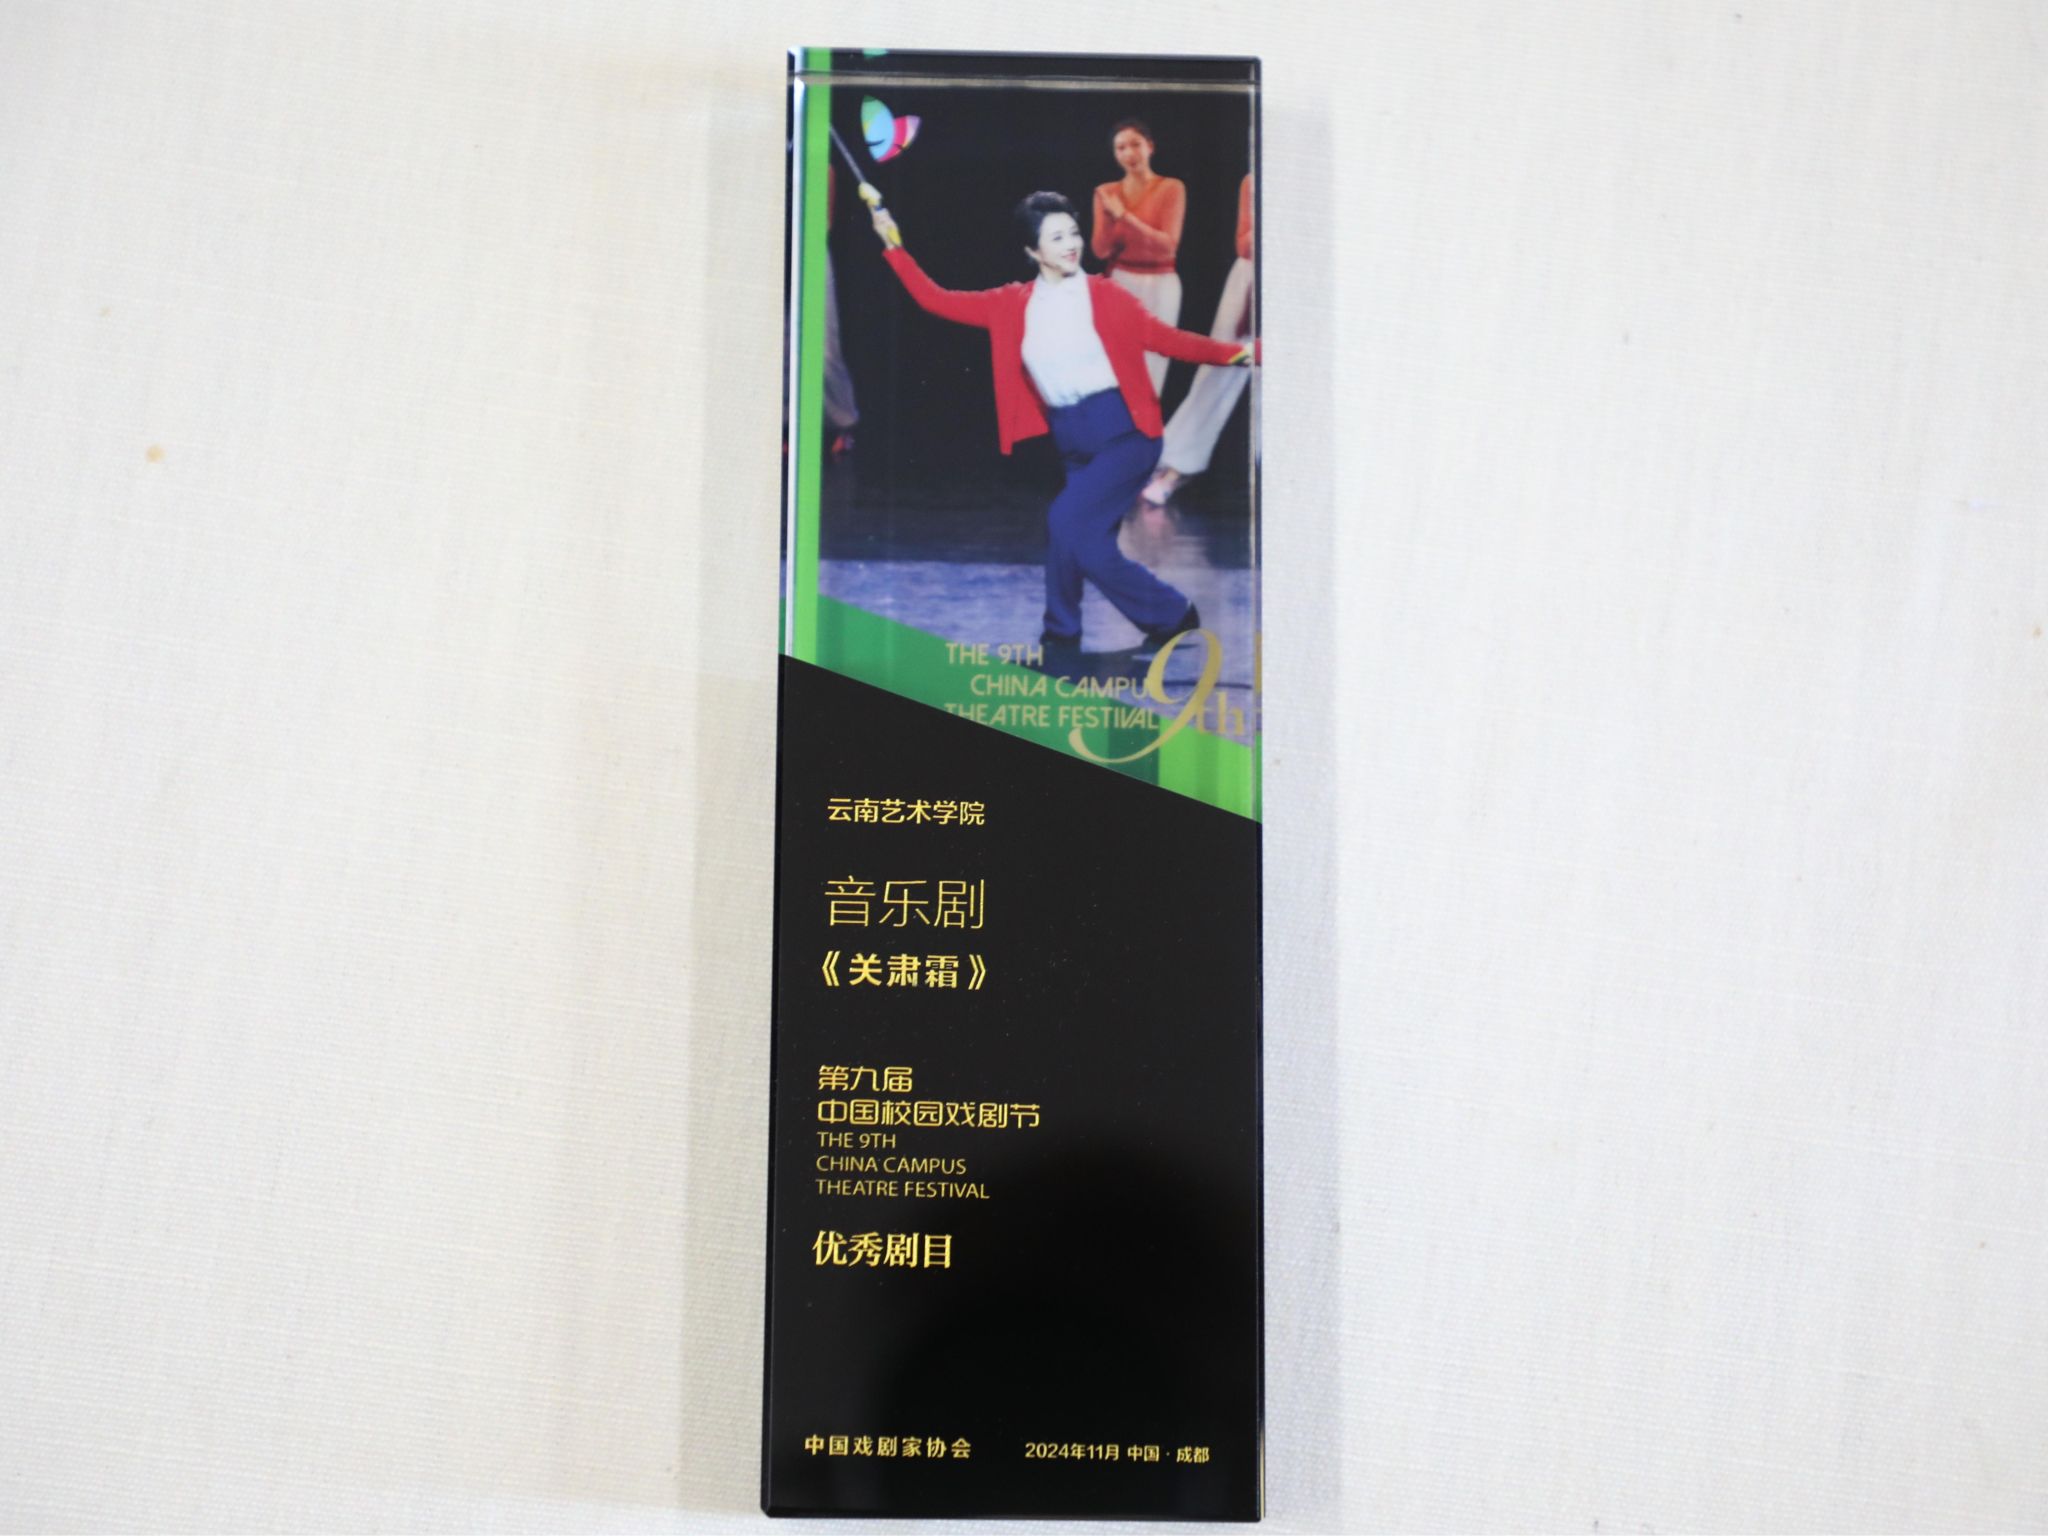 THE 9TH
CHINA CAMPUS
THEATRE FESTIVAL
9th
云南艺术学院
音乐剧
《关肃霜》
第九届
中国校园戏剧节
THE 9TH
CHINA CAMPUS
THEATRE FESTIVAL
优秀剧目
中国戏剧家协会 2024年11月 中国·成都